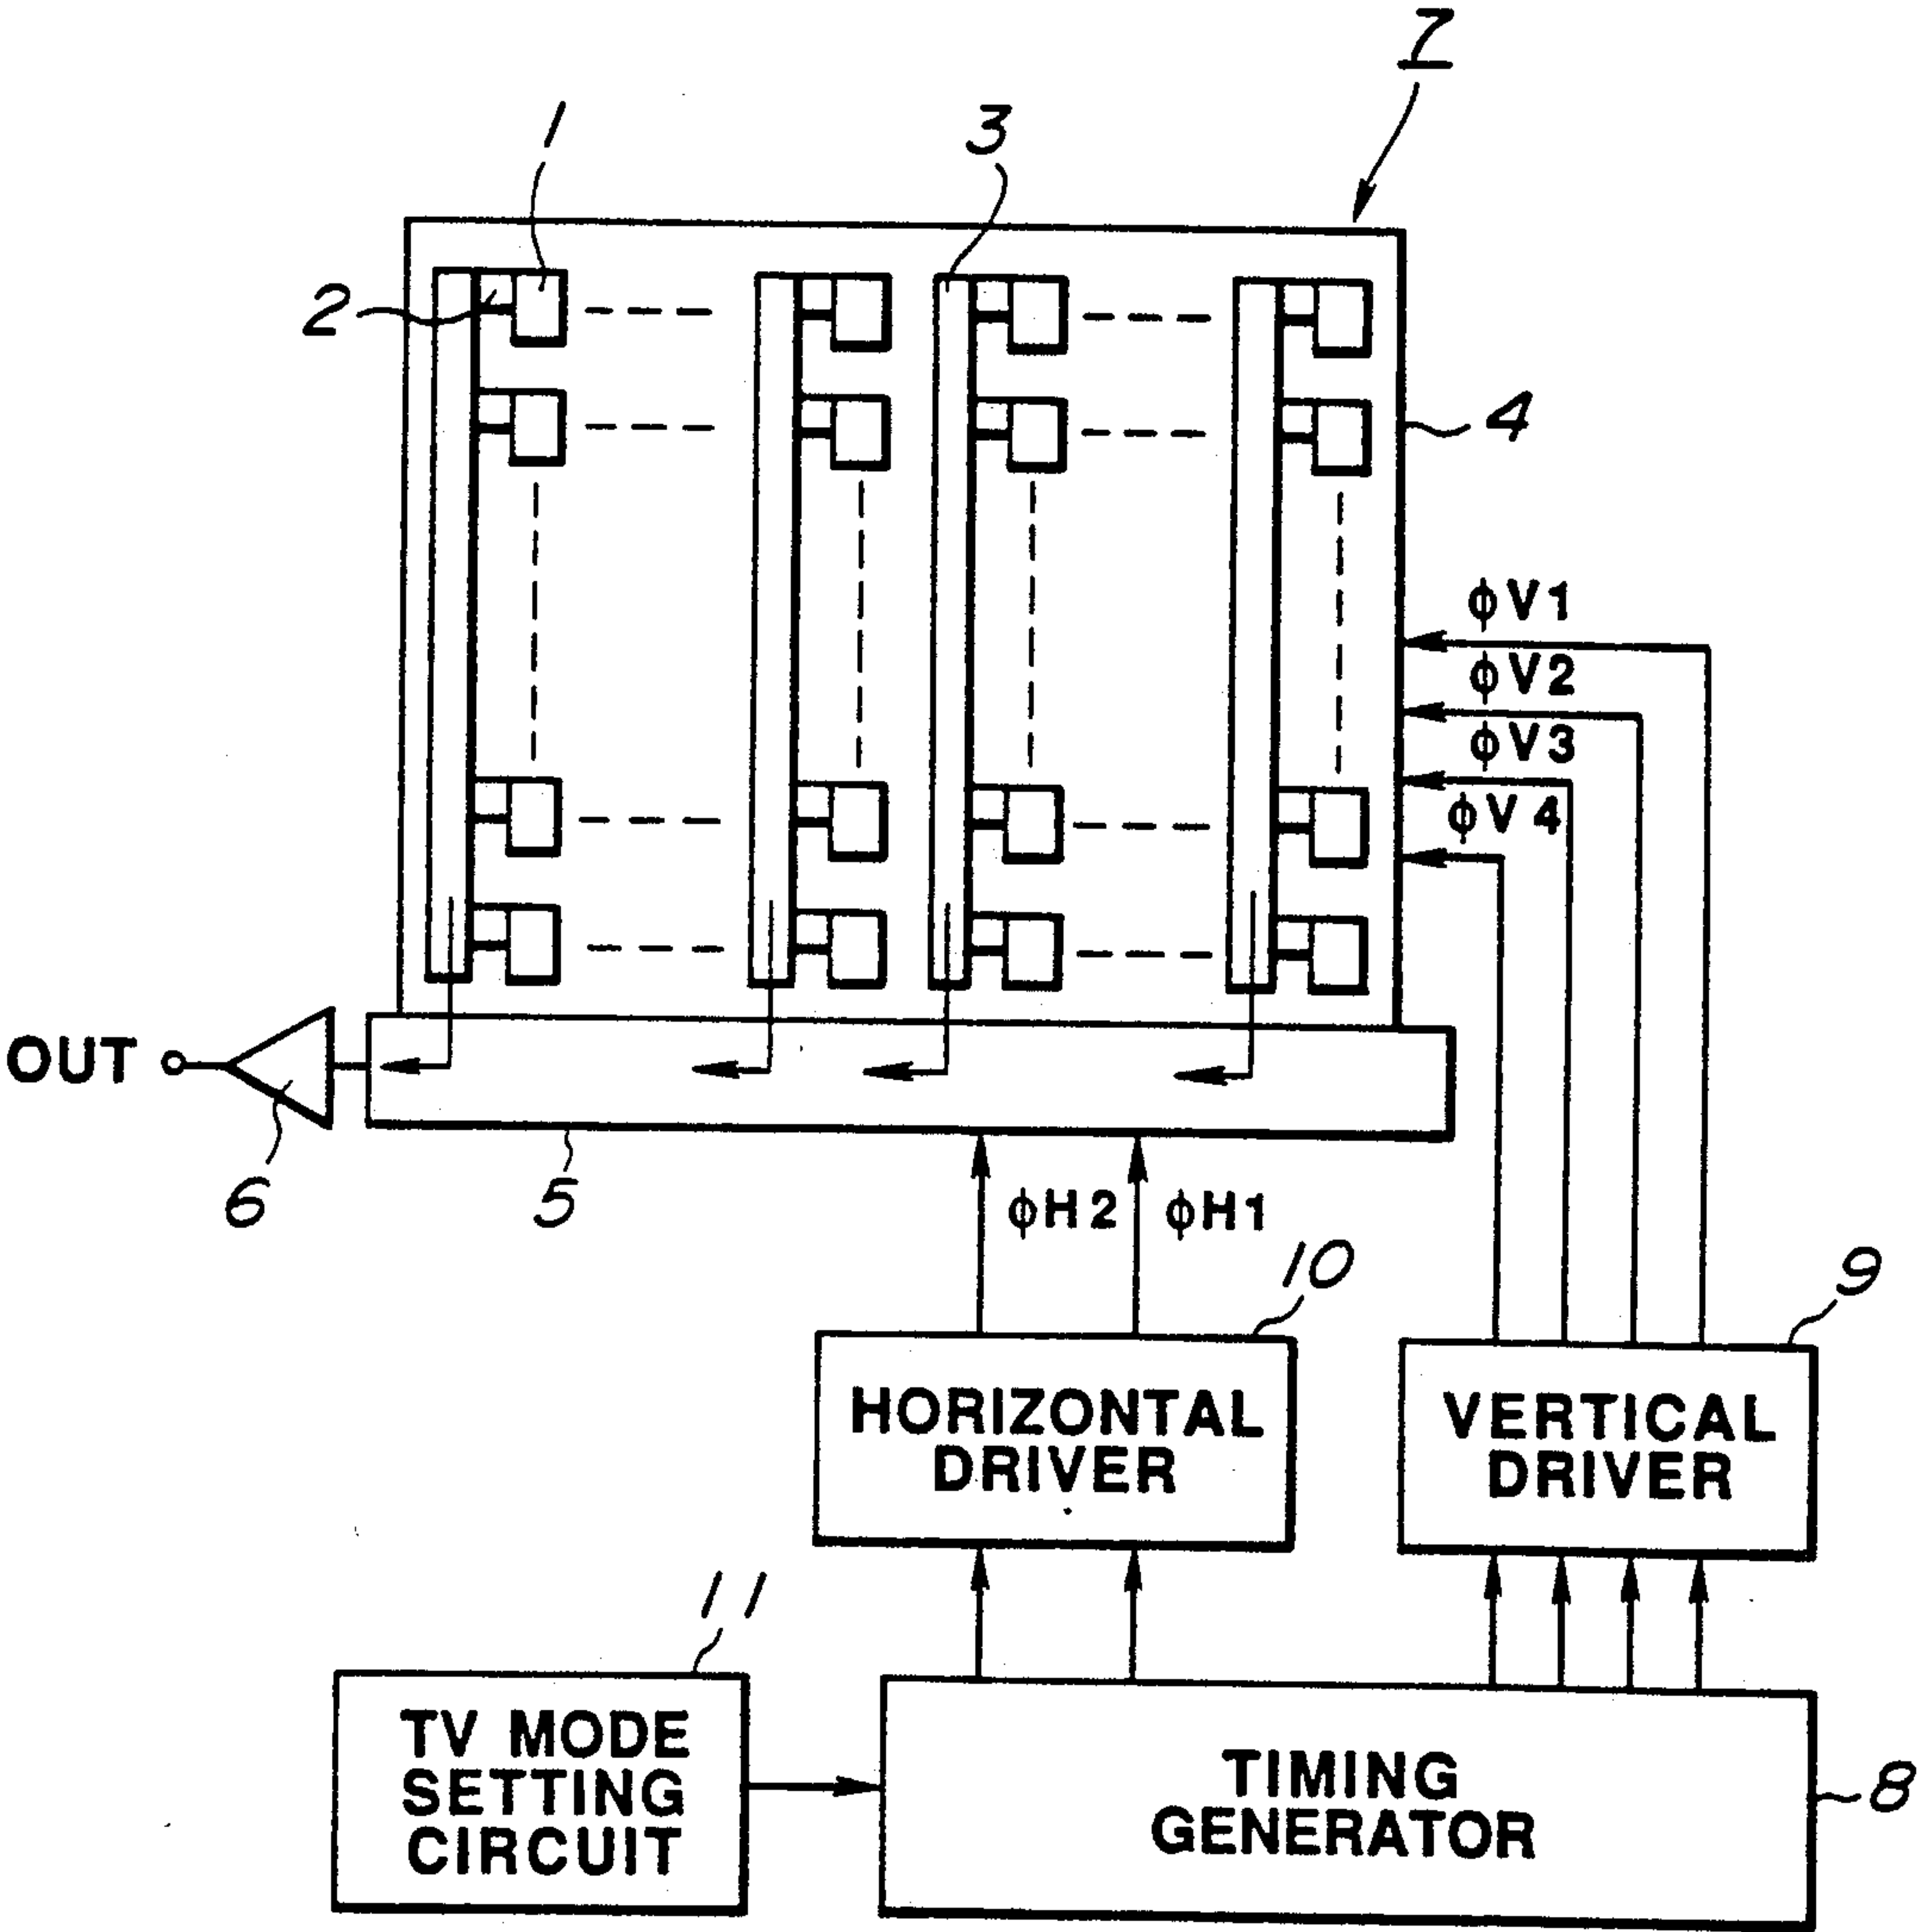 7
1
3
2
4
φV1
φV2
φV3
φV4
OUT
6
5
φH2
φH1
10
9
HORIZONTAL
DRIVER
VERTICAL
DRIVER
11
TV MODE
SETTING
CIRCUIT
TIMING
GENERATOR
8